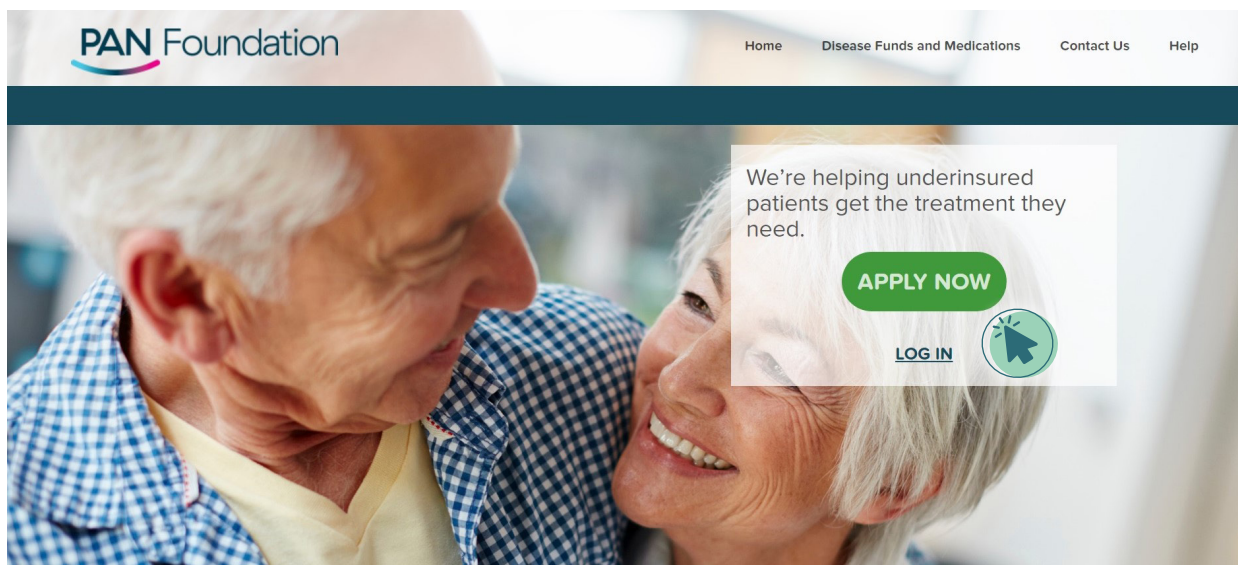 PAN Foundation
Home Disease Funds and Medications Contact Us Help
We’re helping underinsured
patients get the treatment they
need.
APPLY NOW
LOG IN